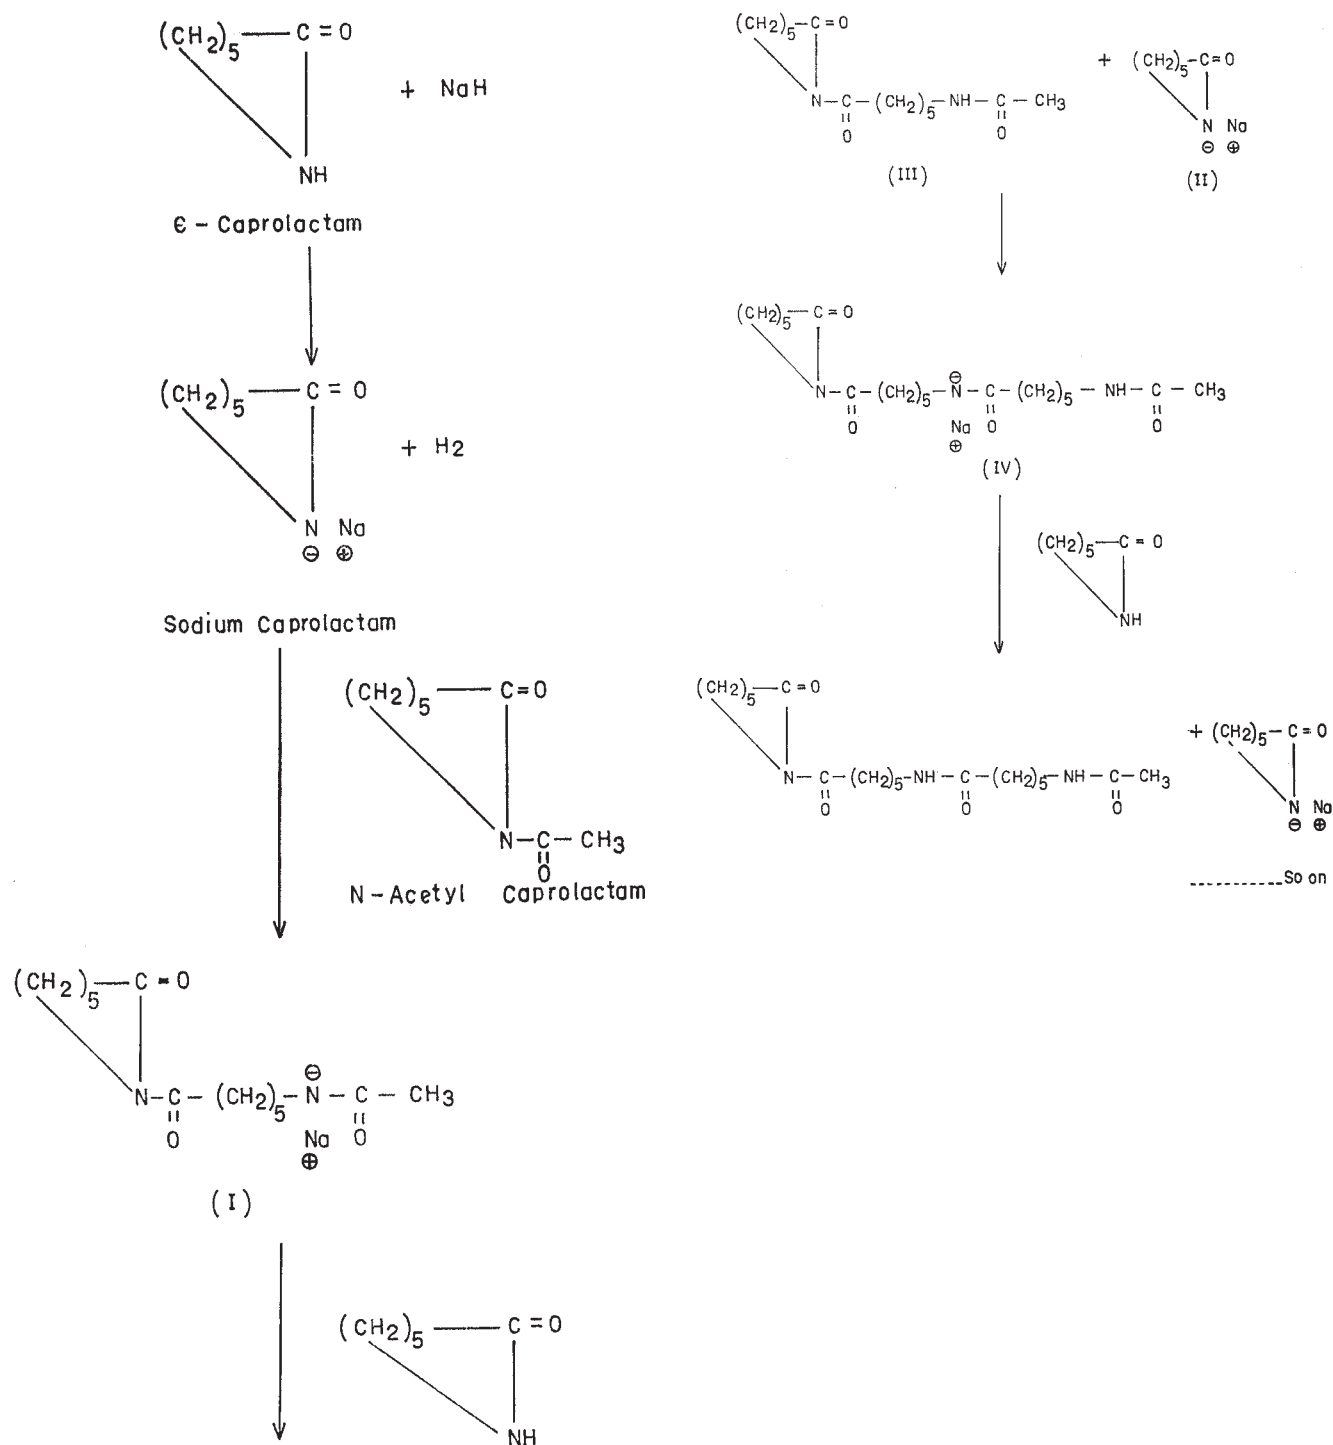 (CH2)5 — C = O
+ NaH
NH
ϵ - Caprolactam
(CH2)5 — C = O
+ H2
N Na
⊖ ⊕
Sodium Caprolactam
(CH2)5 — C = O
N — C — CH3
O
N - Acetyl Caprolactam
(CH2)5 — C = O
⊖
N — C — (CH2)5 — N — C — CH3
O Na O
⊕
(I)
(CH2)5 — C = O
NH
(CH2)5 — C = O
+ (CH2)5 — C = O
N — C — (CH2)5 — NH — C — CH3
O O
N Na
⊖ ⊕
(III) (II)
(CH2)5 — C = O
⊖
N — C — (CH2)5 — N — C — (CH2)5 — NH — C — CH3
O Na O O
⊕
(IV)
(CH2)5 — C = O
NH
(CH2)5 — C = O
+ (CH2)5 — C = O
N — C — (CH2)5 — NH — C — (CH2)5 — NH — C — CH3
O O O
N Na
⊖ ⊕
----------So on